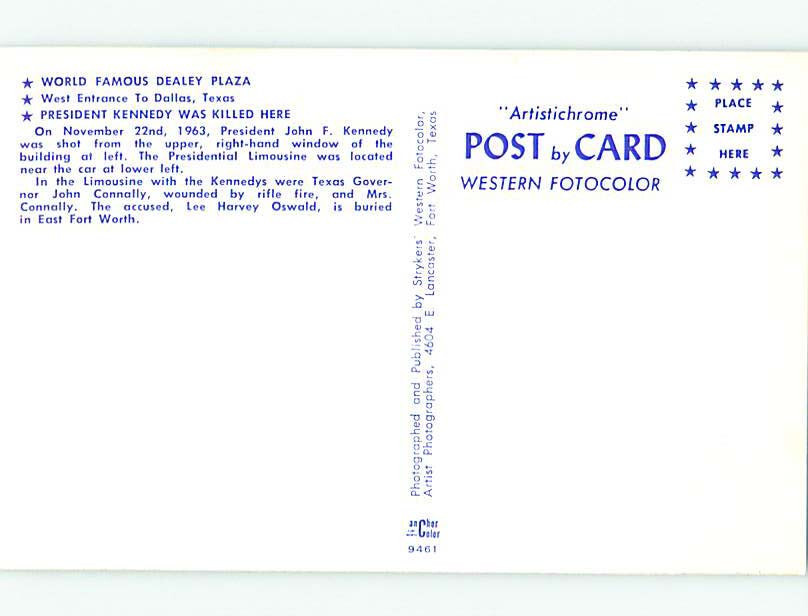 ★ WORLD FAMOUS DEALEY PLAZA
★ West Entrance To Dallas, Texas
★ PRESIDENT KENNEDY WAS KILLED HERE
On November 22nd, 1963, President John F. Kennedy
was shot from the upper, right-hand window of the
building at left. The Presidential Limousine was located
near the car at lower left.
In the Limousine with the Kennedys were Texas Gover-
nor John Connally, wounded by rifle fire, and Mrs.
Connally. The accused, Lee Harvey Oswald, is buried
in East Fort Worth.
Photographed and Published by Strykers' Western Fotocolor,
Artist Photographers, 4604 E Lancaster, Fort Worth, Texas
anchor
Color
9461
"Artistichrome"
POST by CARD
WESTERN FOTOCOLOR
PLACE
STAMP
HERE